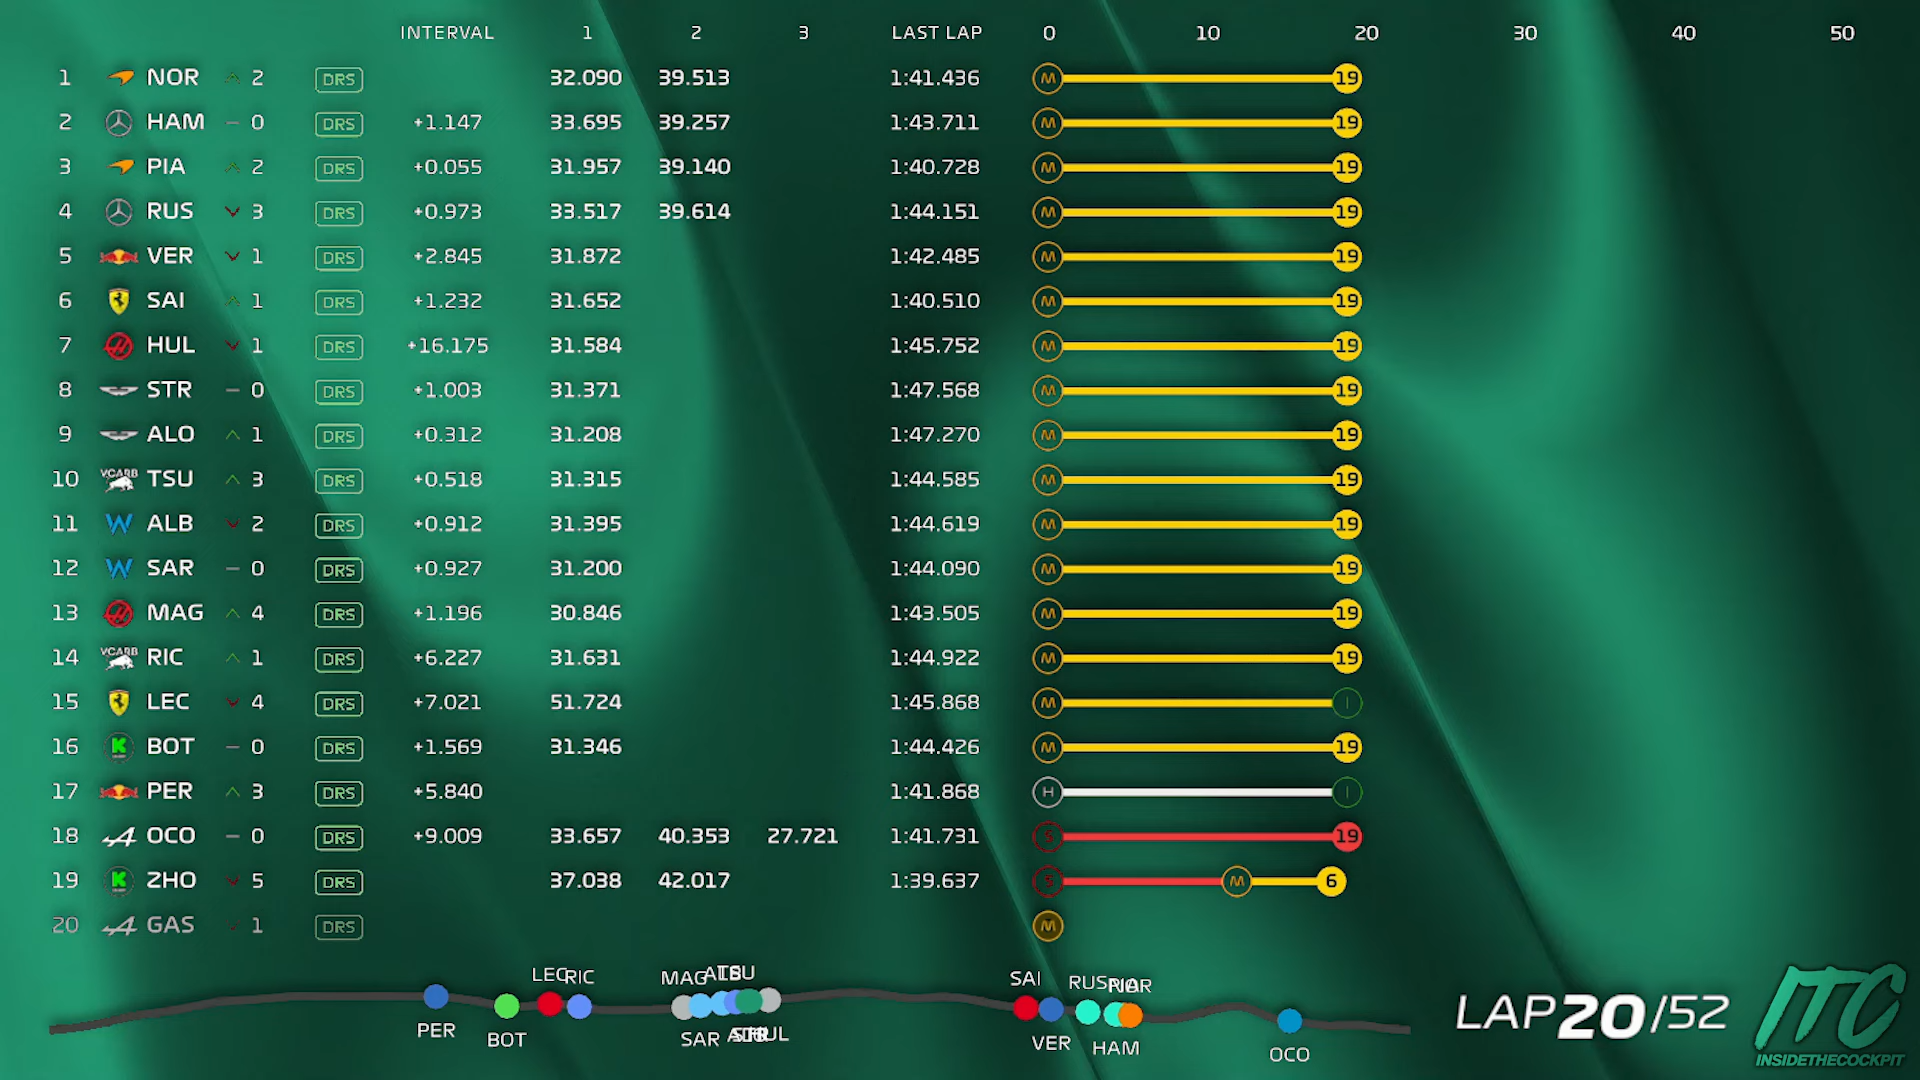 INTERVAL 1 2 3 LAST LAP 0 10 20 30 40 50
1 NOR 2 DRS 32.090 39.513 1:41.436 M 19
2 HAM - 0 DRS +1.147 33.695 39.257 1:43.711 M 19
3 PIA 2 DRS +0.055 31.957 39.140 1:40.728 M 19
4 RUS 3 DRS +0.973 33.517 39.614 1:44.151 M 19
5 VER 1 DRS +2.845 31.872 1:42.485 M 19
6 SAI 1 DRS +1.232 31.652 1:40.510 M 19
7 HUL 1 DRS +16.175 31.584 1:45.752 M 19
8 STR - 0 DRS +1.003 31.371 1:47.568 M 19
9 ALO 1 DRS +0.312 31.208 1:47.270 M 19
10 VCARB TSU 3 DRS +0.518 31.315 1:44.585 M 19
11 ALB 2 DRS +0.912 31.395 1:44.619 M 19
12 SAR - 0 DRS +0.927 31.200 1:44.090 M 19
13 MAG 4 DRS +1.196 30.846 1:43.505 M 19
14 VCARB RIC 1 DRS +6.227 31.631 1:44.922 M 19
15 LEC 4 DRS +7.021 51.724 1:45.868 M I
16 K BOT - 0 DRS +1.569 31.346 1:44.426 M 19
17 PER 3 DRS +5.840 1:41.868 H I
18 OCO - 0 DRS +9.009 33.657 40.353 27.721 1:41.731 S 19
19 K ZHO 5 DRS 37.038 42.017 1:39.637 S M 6
20 GAS 1 DRS M
LEC RIC MAG TSU SAI RUS
PER BOT SAR VER HAM OCO
LAP 20/52
ITC
INSIDETHECOCKPIT